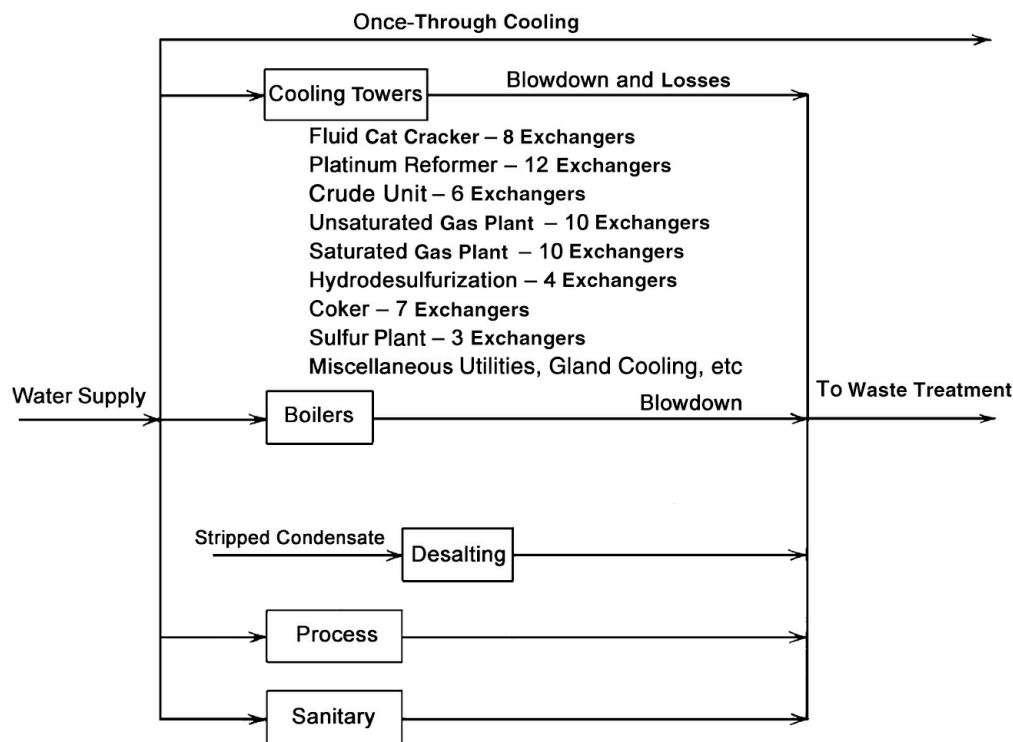 Once-Through Cooling
Cooling Towers
Blowdown and Losses
Fluid Cat Cracker – 8 Exchangers
Platinum Reformer – 12 Exchangers
Crude Unit – 6 Exchangers
Unsaturated Gas Plant – 10 Exchangers
Saturated Gas Plant – 10 Exchangers
Hydrodesulfurization – 4 Exchangers
Coker – 7 Exchangers
Sulfur Plant – 3 Exchangers
Miscellaneous Utilities, Gland Cooling, etc
Water Supply
Boilers
Blowdown
To Waste Treatment
Stripped Condensate
Desalting
Process
Sanitary